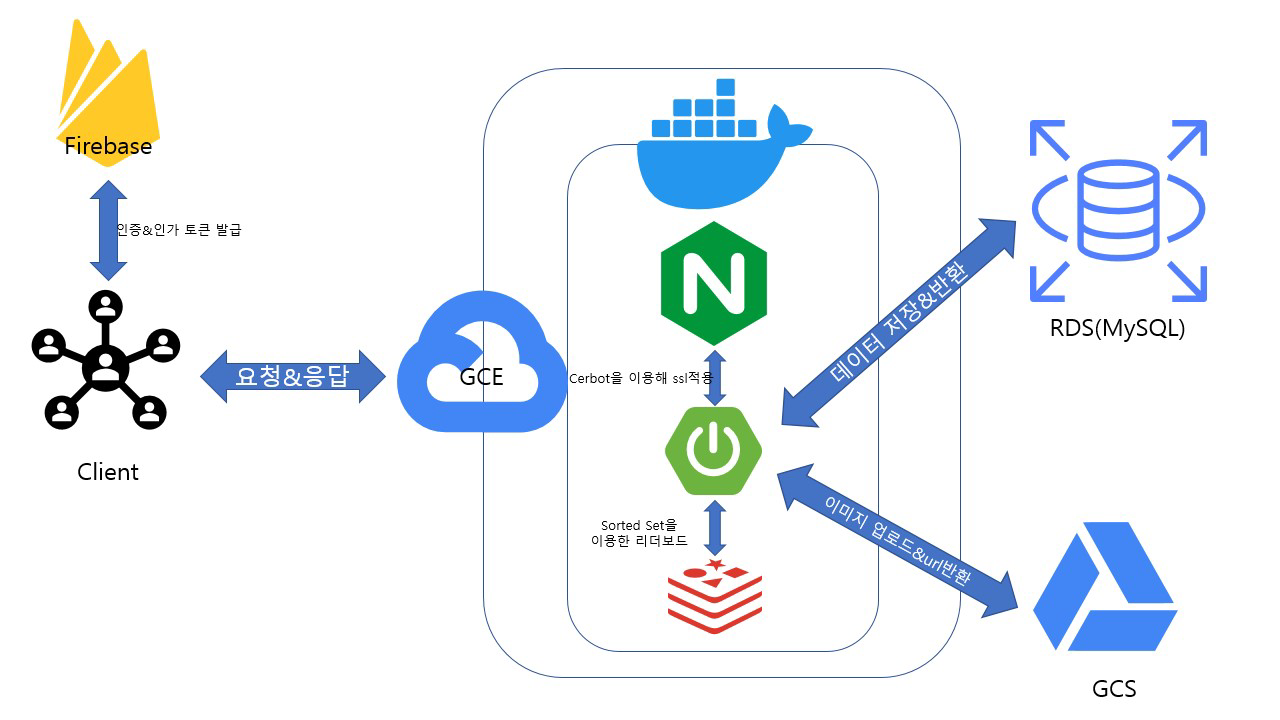 Firebase
인증&인가 토큰 발급
Client
요청&응답
GCE
Cerbot을 이용해 ssl적용
Sorted Set을
이용한 리더보드
데이터 저장&반환
RDS(MySQL)
이미지 업로드&url반환
GCS